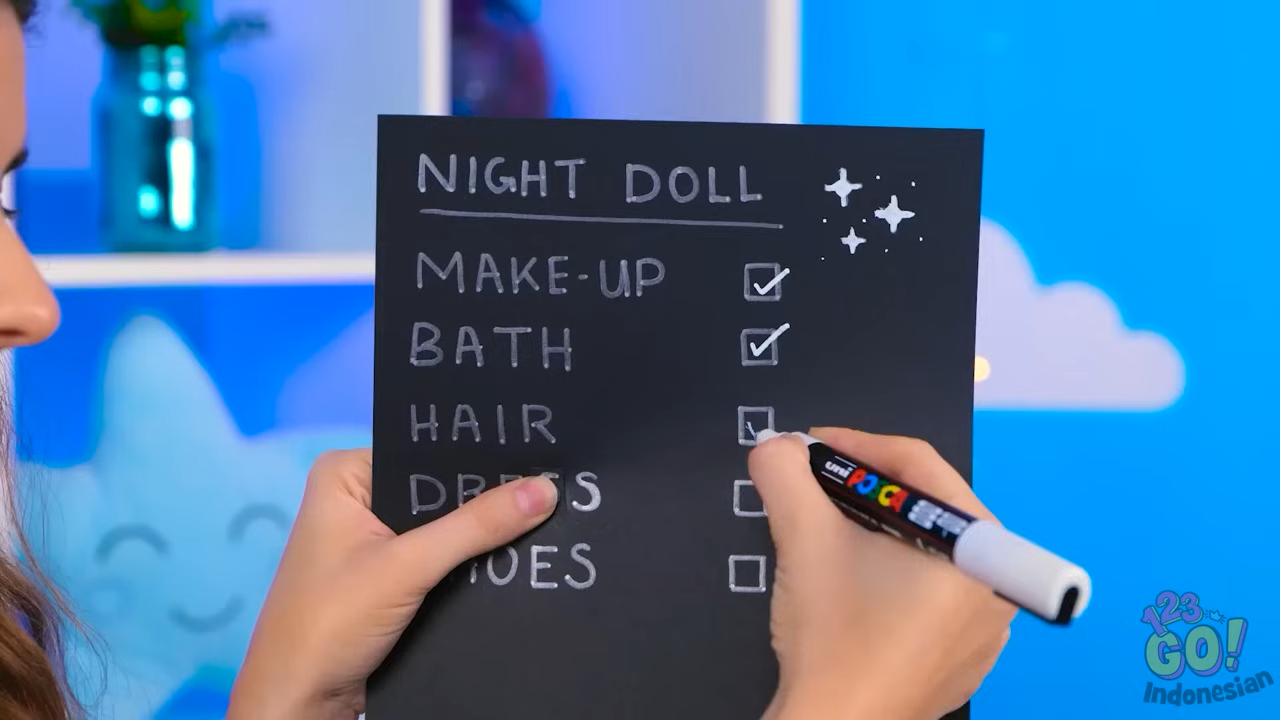 NIGHT DOLL
MAKE-UP
BATH
HAIR
uni POSCA
123
GO!
Indonesian